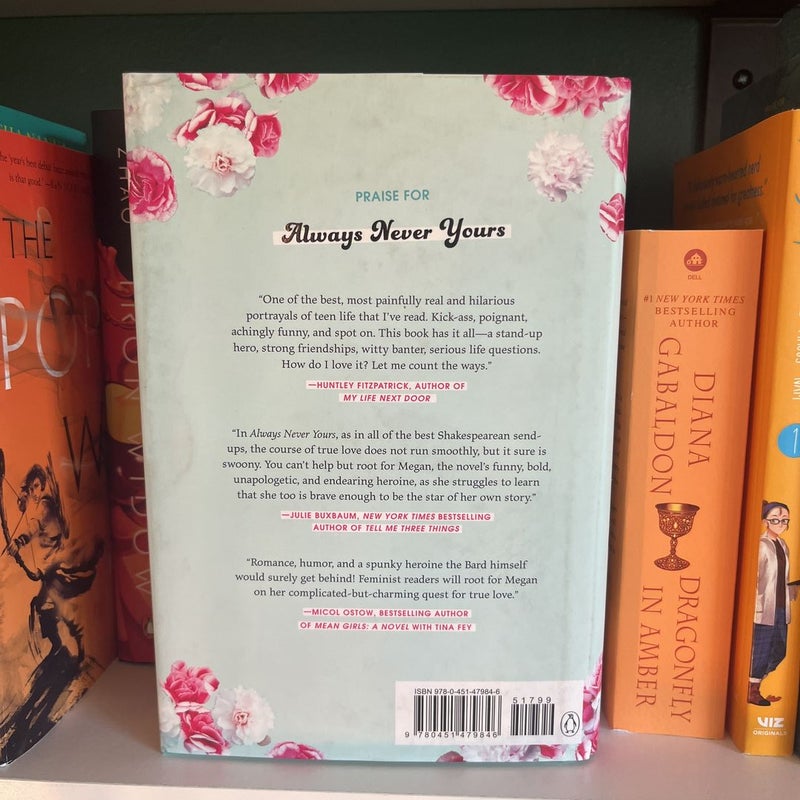 PRAISE FOR
Always Never Yours
“One of the best, most painfully real and hilarious
portrayals of teen life that I’ve read. Kick-ass, poignant,
achingly funny, and spot on. This book has it all—a stand-up
hero, strong friendships, witty banter, serious life questions.
How do I love it? Let me count the ways.”
—HUNTLEY FITZPATRICK, AUTHOR OF
MY LIFE NEXT DOOR
“In Always Never Yours, as in all of the best Shakespearean send-
ups, the course of true love does not run smoothly, but it sure is
swoony. You can’t help but root for Megan, the novel’s funny, bold,
unapologetic, and endearing heroine, as she struggles to learn
that she too is brave enough to be the star of her own story.”
—JULIE BUXBAUM, NEW YORK TIMES BESTSELLING
AUTHOR OF TELL ME THREE THINGS
“Romance, humor, and a spunky heroine the Bard himself
would surely get behind! Feminist readers will root for Megan
on her complicated-but-charming quest for true love.”
—MICOL OSTOW, BESTSELLING AUTHOR
OF MEAN GIRLS: A NOVEL WITH TINA FEY
ISBN 978-0-451-47984-6
51799
9 780451 479846
THE
ZHAO
IRON WIDOW
DELL
#1 NEW YORK TIMES
BESTSELLING
AUTHOR
DIANA
GABALDON
DRAGONFLY
IN AMBER
1
VIZ
ORIGINALS